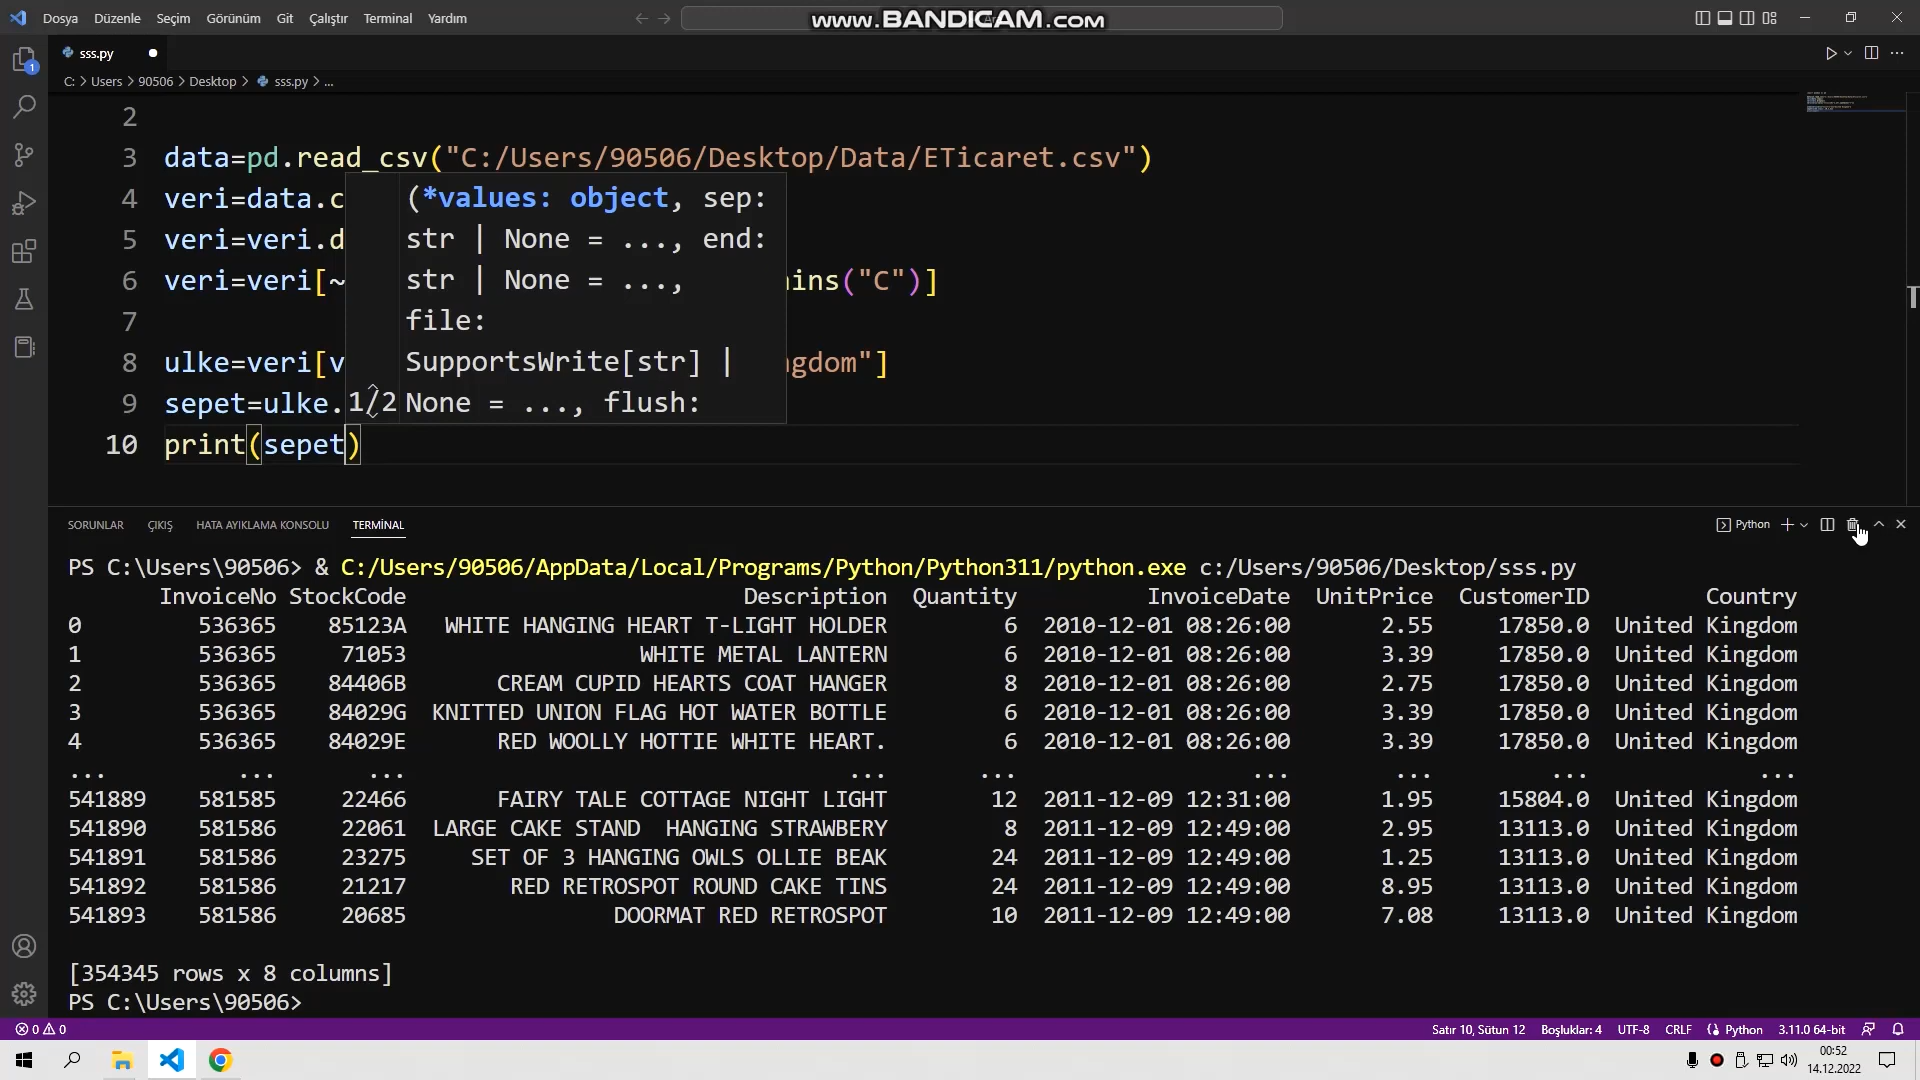 Dosya Düzenle Seçim Görünüm Git Çalıştır Terminal Yardım
www.BANDICAM.com
sss.py
C: > Users > 90506 > Desktop > sss.py > ...
2
3 data=pd.read_csv("C:/Users/90506/Desktop/Data/ETicaret.csv")
4 veri=data.c
5 veri=veri.d
6 veri=veri[~ ins("C")]
7
8 ulke=veri[v gdom"]
9 sepet=ulke.
10 print(sepet)
(*values: object, sep:
str | None = ..., end:
str | None = ...,
file:
SupportsWrite[str] |
1/2 None = ..., flush:
SORUNLAR ÇIKIŞ HATA AYIKLAMA KONSOLU TERMİNAL
Python
PS C:\Users\90506> & C:/Users/90506/AppData/Local/Programs/Python/Python311/python.exe c:/Users/90506/Desktop/sss.py
InvoiceNo StockCode Description Quantity InvoiceDate UnitPrice CustomerID Country
0 536365 85123A WHITE HANGING HEART T-LIGHT HOLDER 6 2010-12-01 08:26:00 2.55 17850.0 United Kingdom
1 536365 71053 WHITE METAL LANTERN 6 2010-12-01 08:26:00 3.39 17850.0 United Kingdom
2 536365 84406B CREAM CUPID HEARTS COAT HANGER 8 2010-12-01 08:26:00 2.75 17850.0 United Kingdom
3 536365 84029G KNITTED UNION FLAG HOT WATER BOTTLE 6 2010-12-01 08:26:00 3.39 17850.0 United Kingdom
4 536365 84029E RED WOOLLY HOTTIE WHITE HEART. 6 2010-12-01 08:26:00 3.39 17850.0 United Kingdom
... ... ... ... ... ... ... ... ...
541889 581585 22466 FAIRY TALE COTTAGE NIGHT LIGHT 12 2011-12-09 12:31:00 1.95 15804.0 United Kingdom
541890 581586 22061 LARGE CAKE STAND  HANGING STRAWBERY 8 2011-12-09 12:49:00 2.95 13113.0 United Kingdom
541891 581586 23275 SET OF 3 HANGING OWLS OLLIE BEAK 24 2011-12-09 12:49:00 1.25 13113.0 United Kingdom
541892 581586 21217 RED RETROSPOT ROUND CAKE TINS 24 2011-12-09 12:49:00 8.95 13113.0 United Kingdom
541893 581586 20685 DOORMAT RED RETROSPOT 10 2011-12-09 12:49:00 7.08 13113.0 United Kingdom
[354345 rows x 8 columns]
PS C:\Users\90506>
0 0 Satır 10, Sütun 12 Boşluklar: 4 UTF-8 CRLF Python 3.11.0 64-bit
00:52
14.12.2022